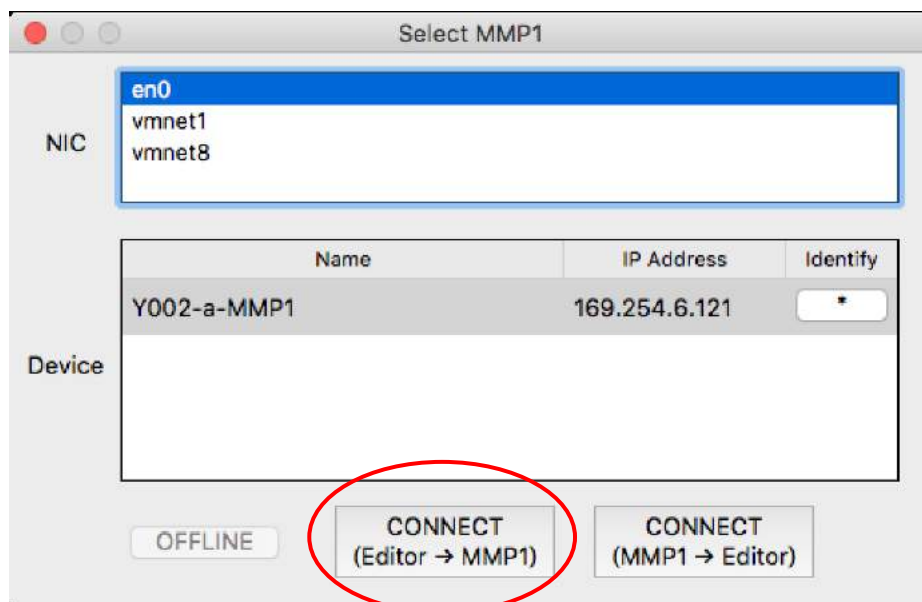 Select MMP1
NIC
en0
vmnet1
vmnet8
Device
Name IP Address Identify
Y002-a-MMP1 169.254.6.121 *
OFFLINE
CONNECT
(Editor → MMP1)
CONNECT
(MMP1 → Editor)